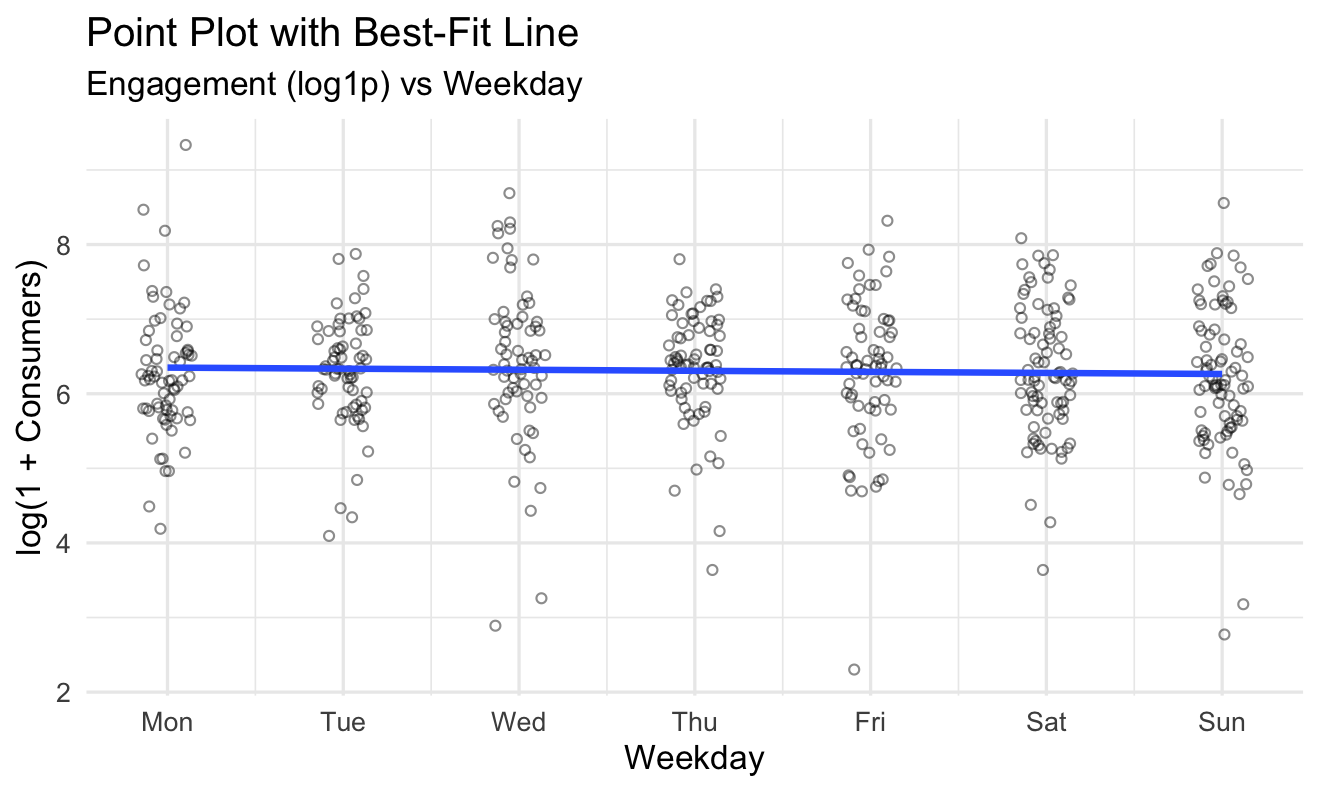 Point Plot with Best-Fit Line
Engagement (log1p) vs Weekday
log(1 + Consumers)
8
6
4
2
Mon Tue Wed Thu Fri Sat Sun
Weekday